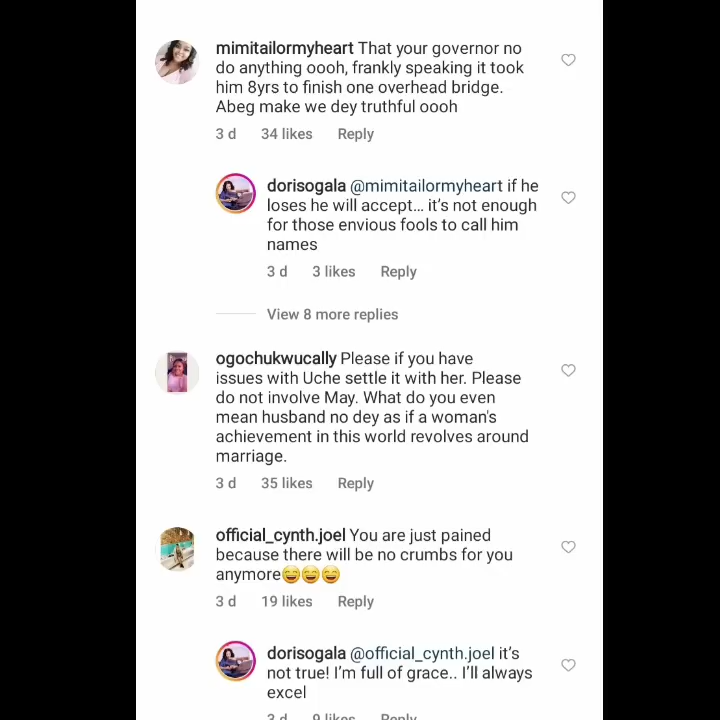 mimitailormyheart That your governor no
do anything oooh, frankly speaking it took
him 8yrs to finish one overhead bridge.
Abeg make we dey truthful oooh
3 d 34 likes Reply
dorisogala @mimitailormyheart if he
loses he will accept… it’s not enough
for those envious fools to call him
names
3 d 3 likes Reply
View 8 more replies
ogochukwucally Please if you have
issues with Uche settle it with her. Please
do not involve May. What do you even
mean husband no dey as if a woman's
achievement in this world revolves around
marriage.
3 d 35 likes Reply
official_cynth.joel You are just pained
because there will be no crumbs for you
anymore😄😄😄
3 d 19 likes Reply
dorisogala @official_cynth.joel it’s
not true! I’m full of grace.. I’ll always
excel
3 d 9 likes Reply